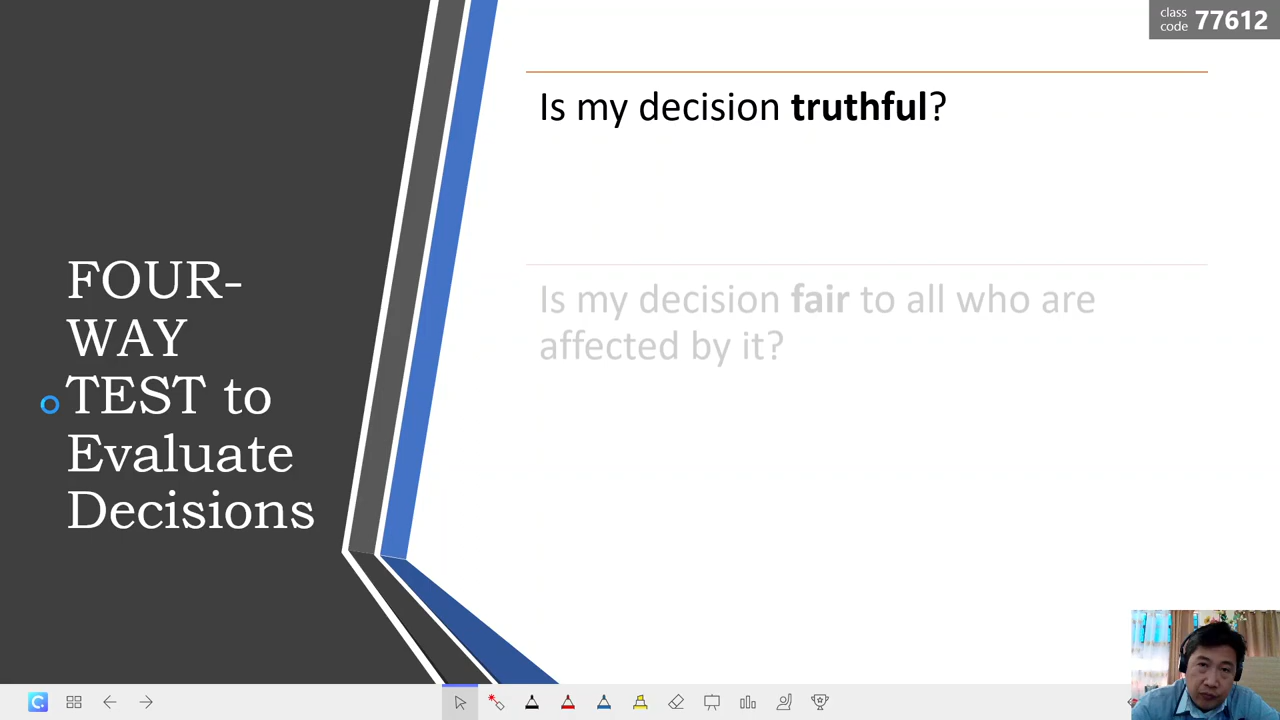 class
code 77612
Is my decision truthful?
FOUR-
WAY
TEST to
Evaluate
Decisions
Is my decision fair to all who are
affected by it?